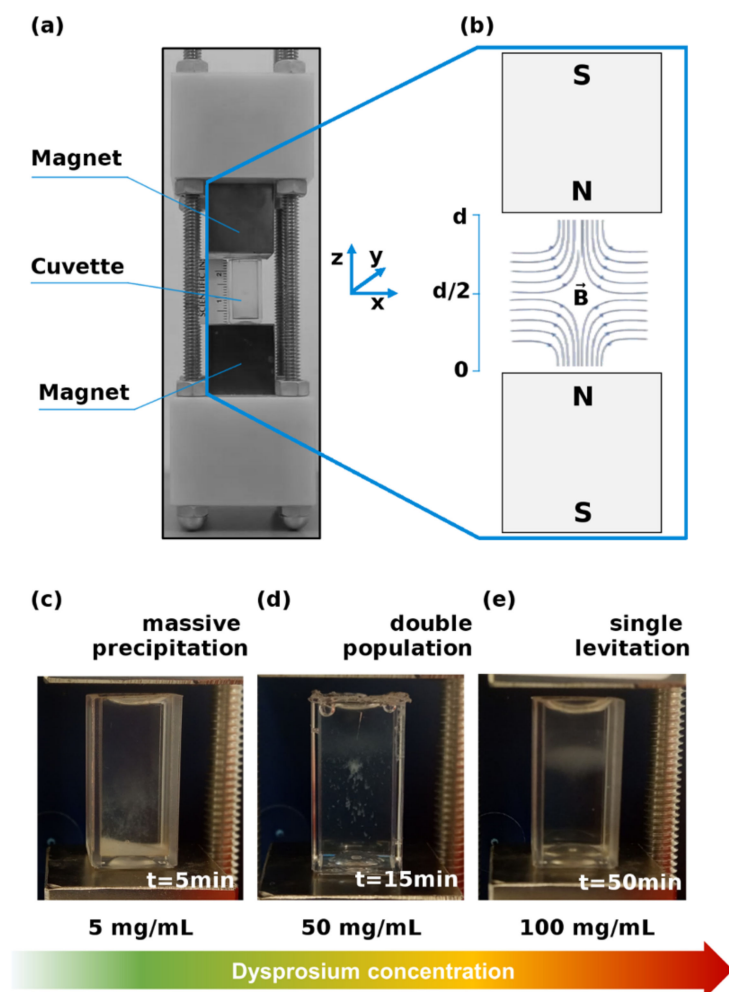 (a)
(b)
Magnet
Cuvette
Magnet
z
y
x
S
N
d
d/2
0
B
N
S
(c)
massive
precipitation
(d)
double
population
(e)
single
levitation
t=5min
t=15min
t=50min
5 mg/mL
50 mg/mL
100 mg/mL
Dysprosium concentration